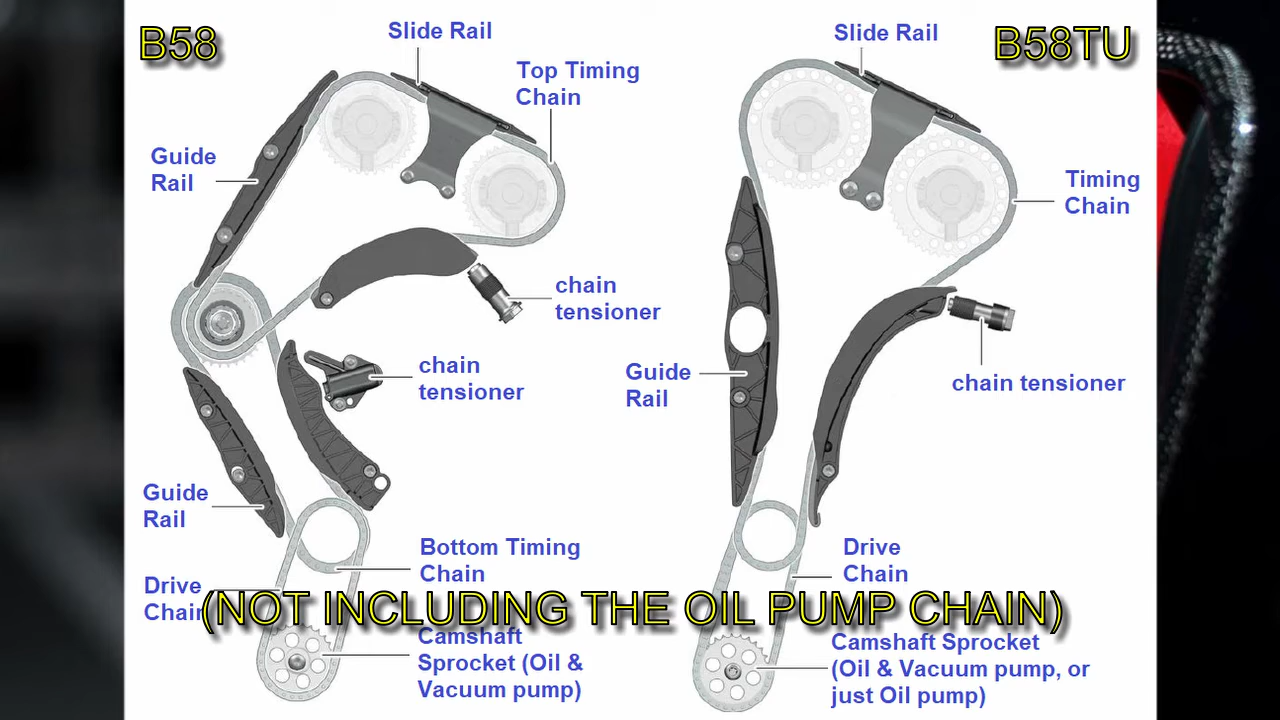 B58
Slide Rail
Top Timing
Chain
Guide
Rail
chain
tensioner
chain
tensioner
Guide
Rail
Bottom Timing
Chain
Drive
Chain
Camshaft
Sprocket (Oil &
Vacuum pump)
B58TU
Slide Rail
Timing
Chain
Guide
Rail
chain tensioner
Drive
Chain
(NOT INCLUDING THE OIL PUMP CHAIN)
Camshaft Sprocket
(Oil & Vacuum pump, or
just Oil pump)